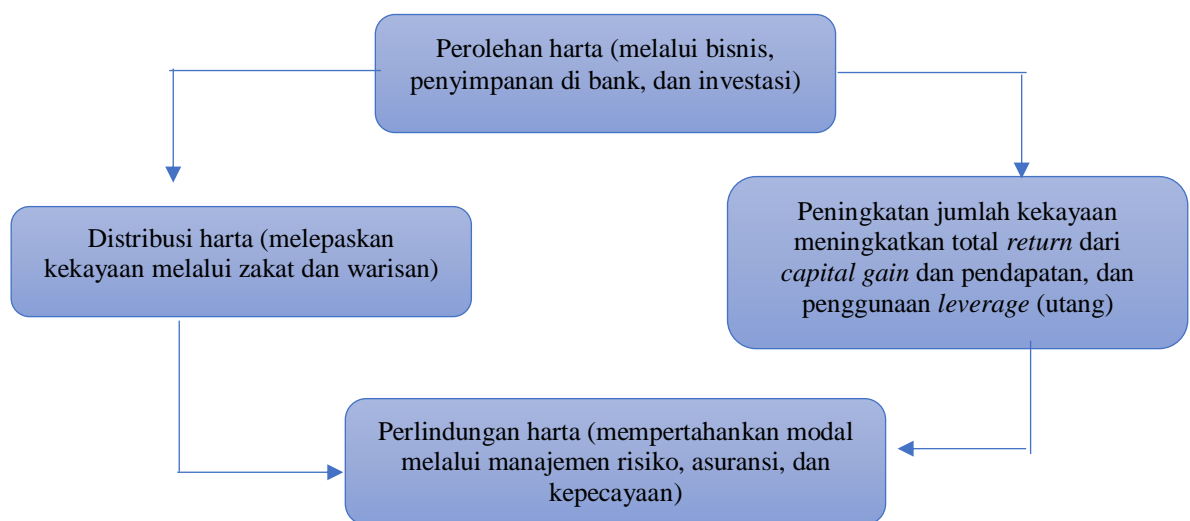 Perolehan harta (melalui bisnis,
penyimpanan di bank, dan investasi)
Distribusi harta (melepaskan
kekayaan melalui zakat dan warisan)
Peningkatan jumlah kekayaan
meningkatkan total return dari
capital gain dan pendapatan, dan
penggunaan leverage (utang)
Perlindungan harta (mempertahankan modal
melalui manajemen risiko, asuransi, dan
kepecayaan)